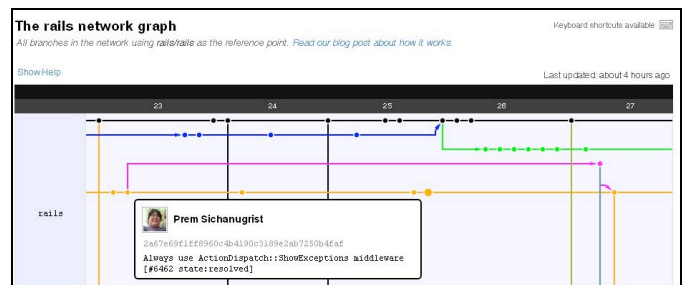 The rails network graph
Keyboard shortcuts available
All branches in the network using rails/rails as the reference point. Read our blog post about how it works.
Show Help
Last updated: about 4 hours ago
23 24 25 26 27
rails
Prem Sichanugrist
2a67e69f1ff8960c4b4190c3189e2ab7250b4faf
Always use ActionDispatch::ShowExceptions middleware
[#6462 state:resolved]